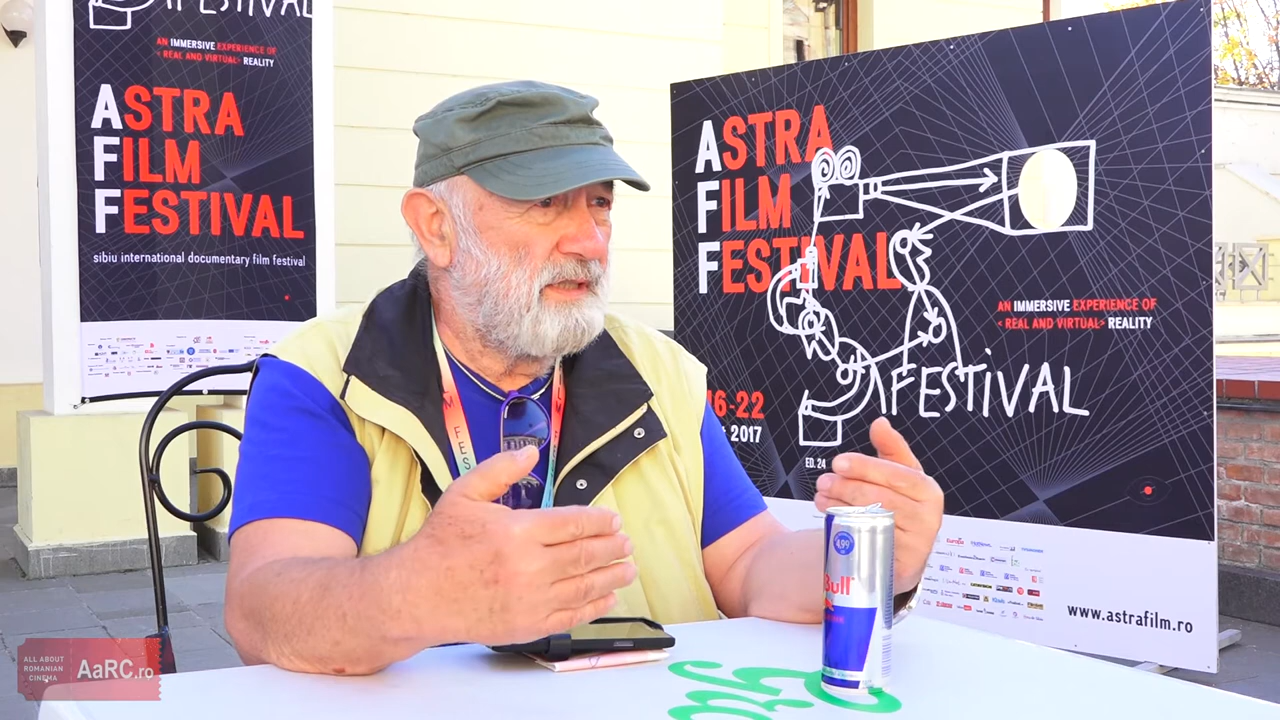 FESTIVAL
AN IMMERSIVE EXPERIENCE OF
< REAL AND VIRTUAL> REALITY
ASTRA
FILM
FESTIVAL
sibiu international documentary film festival
ASTRA
FILM
FESTIVAL
AN IMMERSIVE EXPERIENCE OF
< REAL AND VIRTUAL> REALITY
FESTIVAL
16-22
2017
ED. 24
www.astrafilm.ro
4,99
Bull
ALL ABOUT
ROMANIAN
CINEMA
AaRC.ro